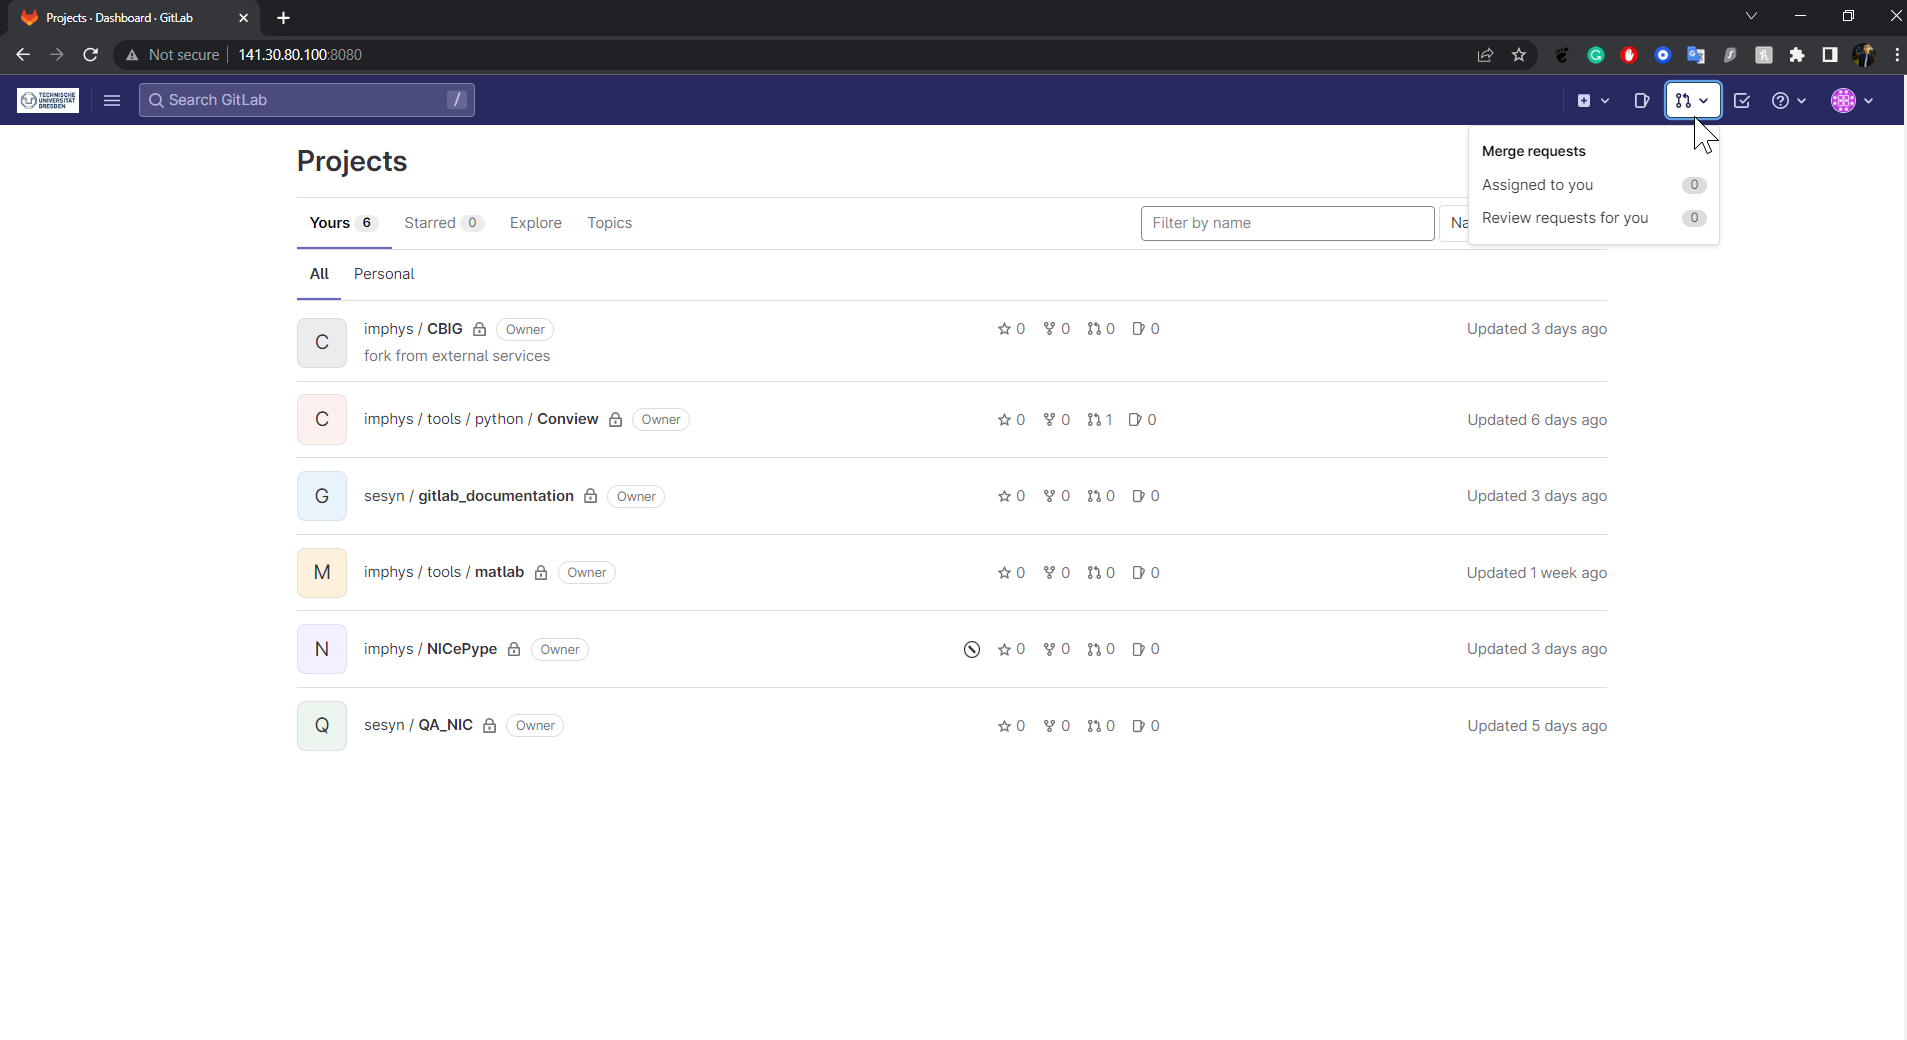 Projects · Dashboard · GitLab
Not secure 141.30.80.100:8080
TECHNISCHE
UNIVERSITÄT
DRESDEN
Search GitLab /
Merge requests
Assigned to you 0
Review requests for you 0
Projects
Yours 6 Starred 0 Explore Topics Filter by name Na
All Personal
C imphys / CBIG Owner 0 0 0 0 Updated 3 days ago
fork from external services
C imphys / tools / python / Conview Owner 0 0 1 0 Updated 6 days ago
G sesyn / gitlab_documentation Owner 0 0 0 0 Updated 3 days ago
M imphys / tools / matlab Owner 0 0 0 0 Updated 1 week ago
N imphys / NICePype Owner 0 0 0 0 Updated 3 days ago
Q sesyn / QA_NIC Owner 0 0 0 0 Updated 5 days ago